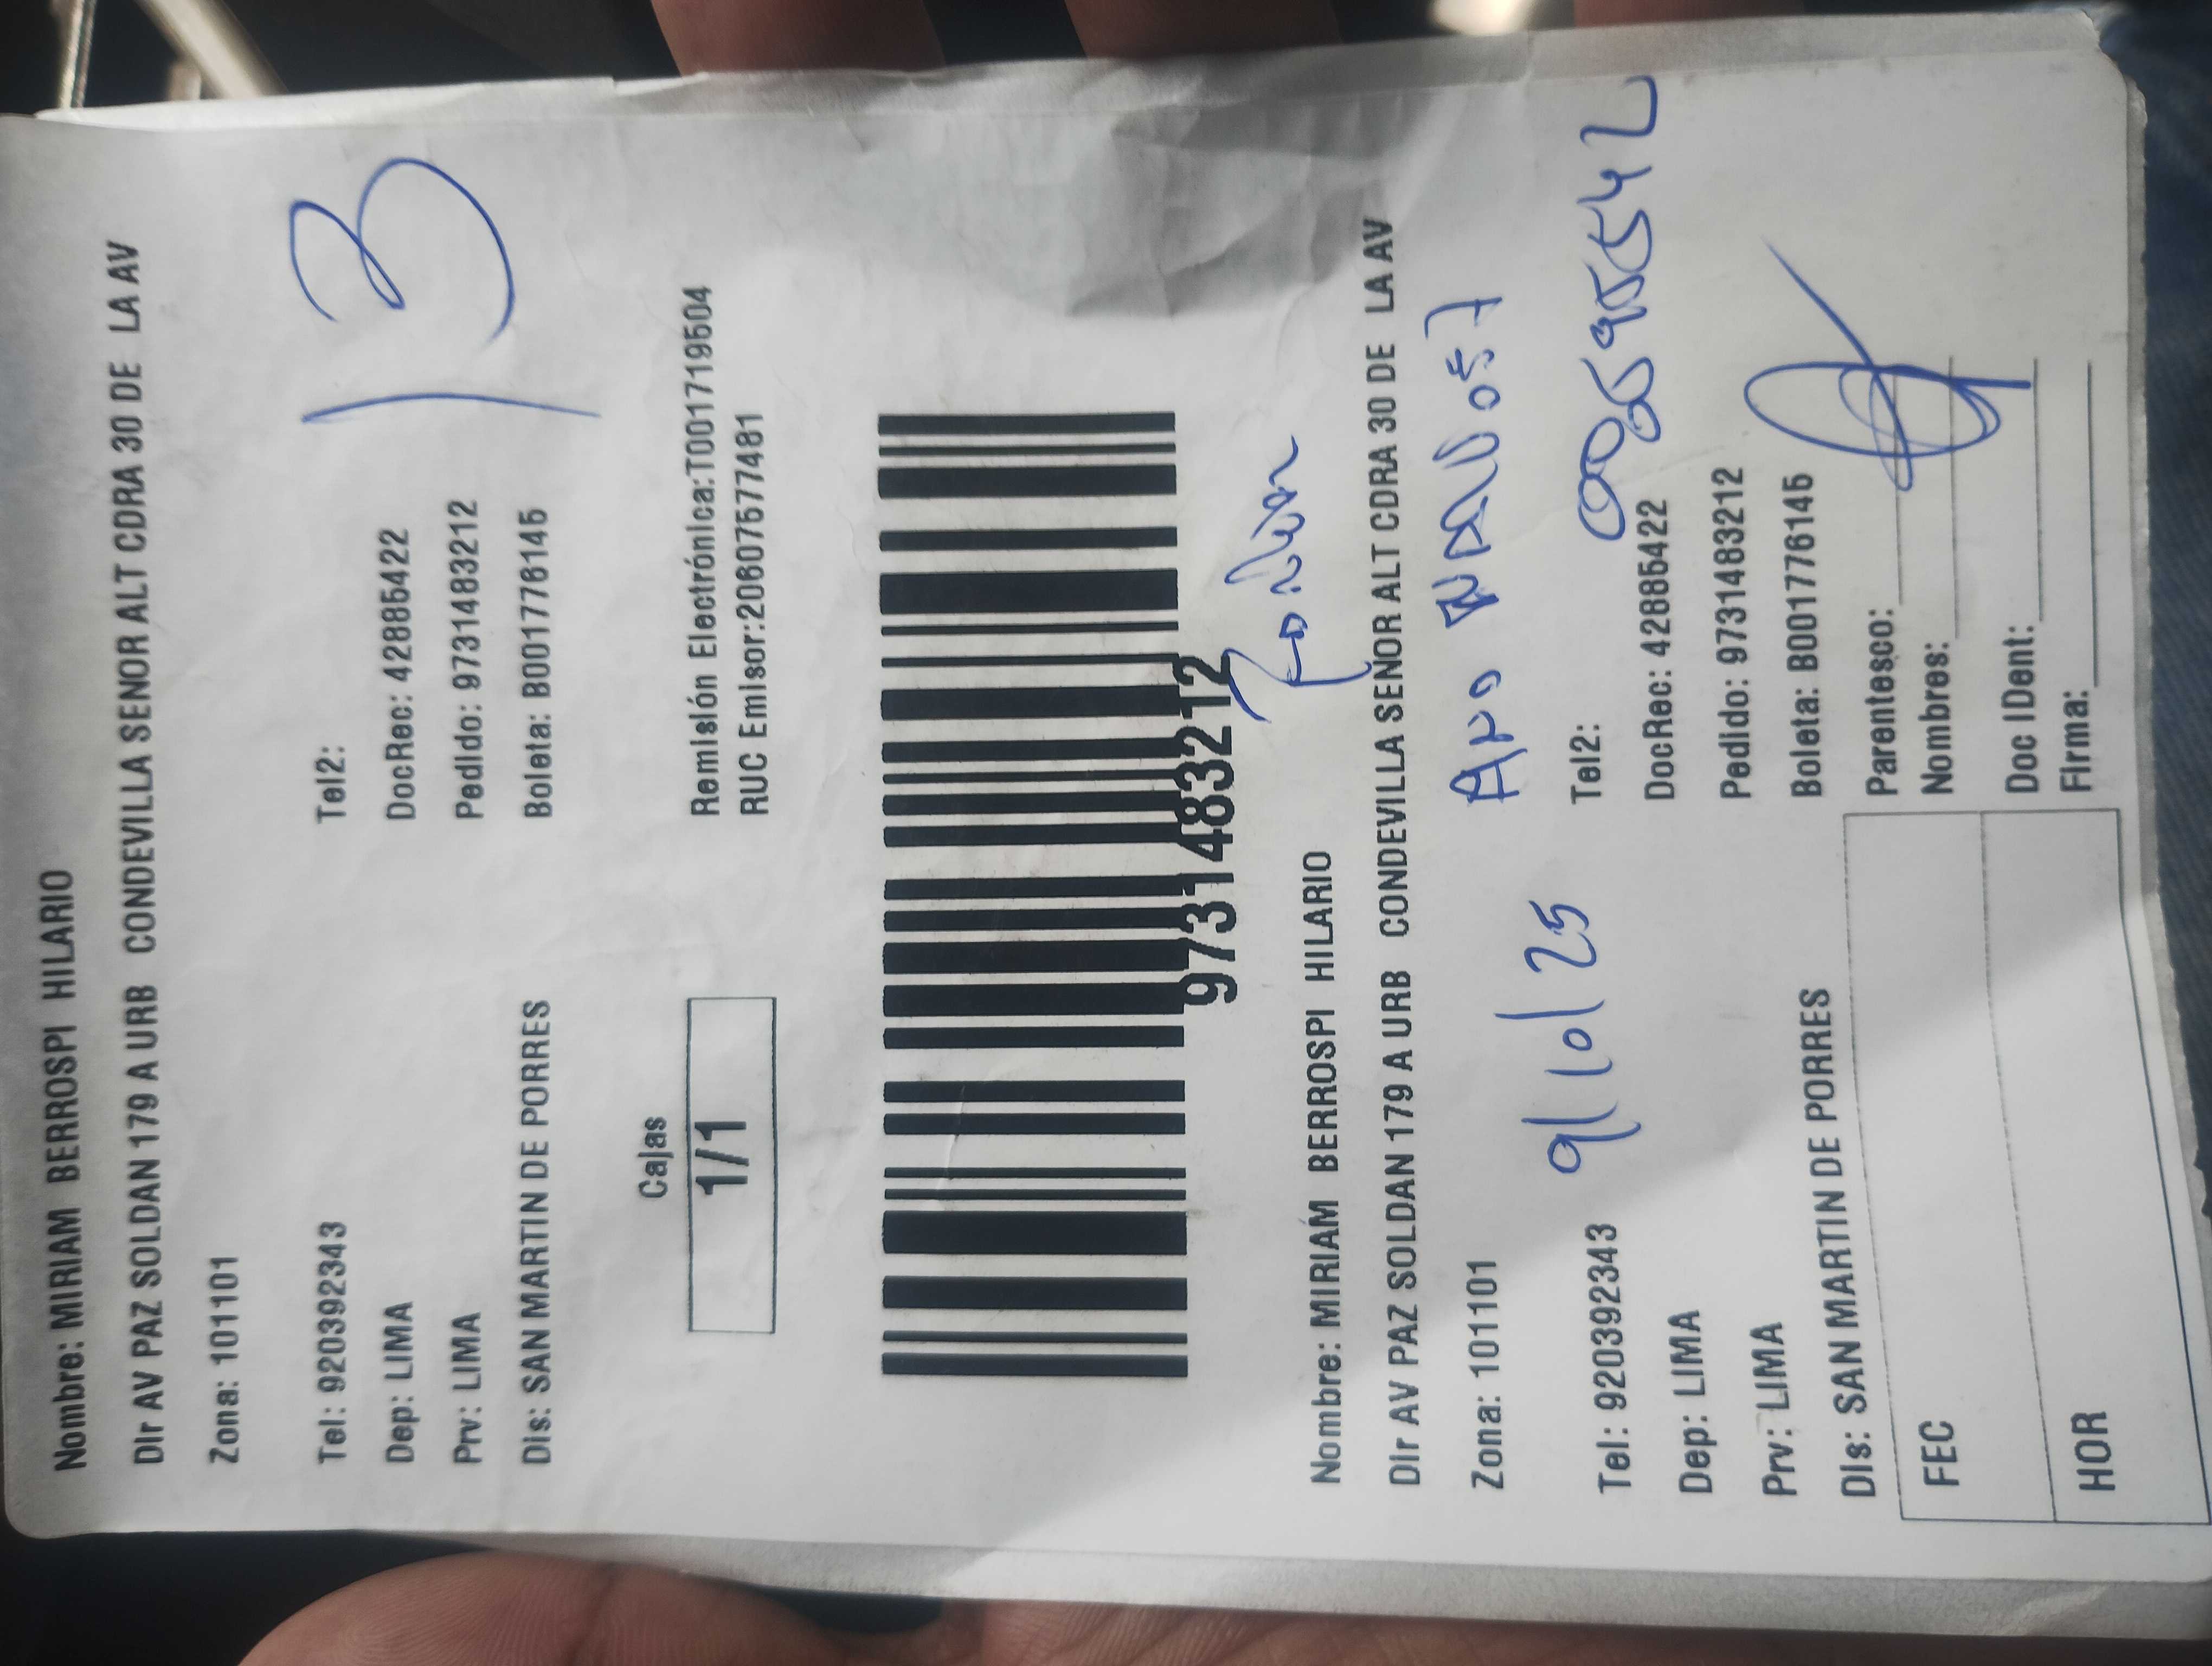 Nombre: MIRIAM BERROSPI HILARIO
Dir AV PAZ SOLDAN 179 A URB CONDEVILLA SENOR ALT CDRA 30 DE LA AV
Zona: 101101
13
Tel: 920392343 Tel2:
Dep: LIMA DocRec: 42885422
Prv: LIMA Pedido: 9731483212
Dis: SAN MARTIN DE PORRES Boleta: B001776145
Cajas
1/1
Remisión Electrónica:T001719504
RUC Emisor:20607577481
9731483212
Nombre: MIRIAM BERROSPI HILARIO
Dir AV PAZ SOLDAN 179 A URB CONDEVILLA SENOR ALT CDRA 30 DE LA AV
Zona: 101101
9/10/25
Tel: 920392343 Tel2:
Dep: LIMA DocRec: 42885422
Prv: LIMA Pedido: 9731483212
Dis: SAN MARTIN DE PORRES Boleta: B001776145
FEC
HOR
Parentesco:
Nombres:
Doc IDent:
Firma: